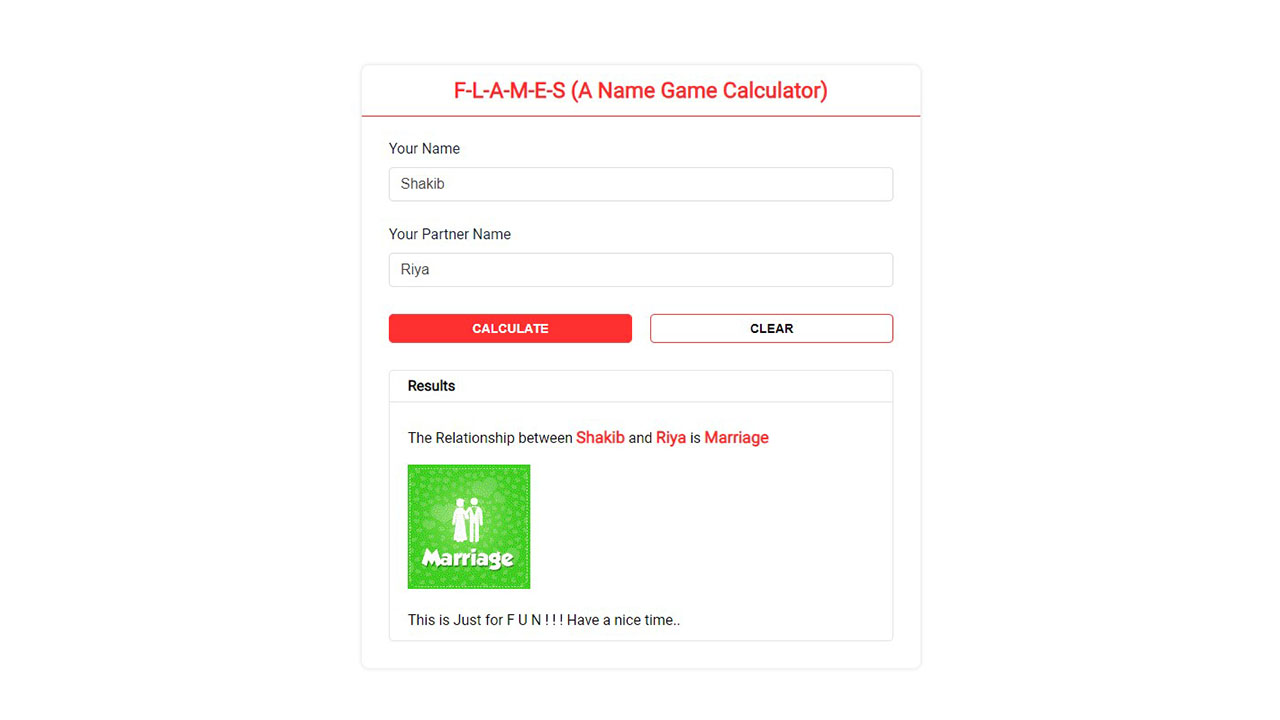 F-L-A-M-E-S (A Name Game Calculator)
Your Name
Shakib
Your Partner Name
Riya
CALCULATE CLEAR
Results
The Relationship between Shakib and Riya is Marriage
Marriage
This is Just for F U N ! ! ! Have a nice time..